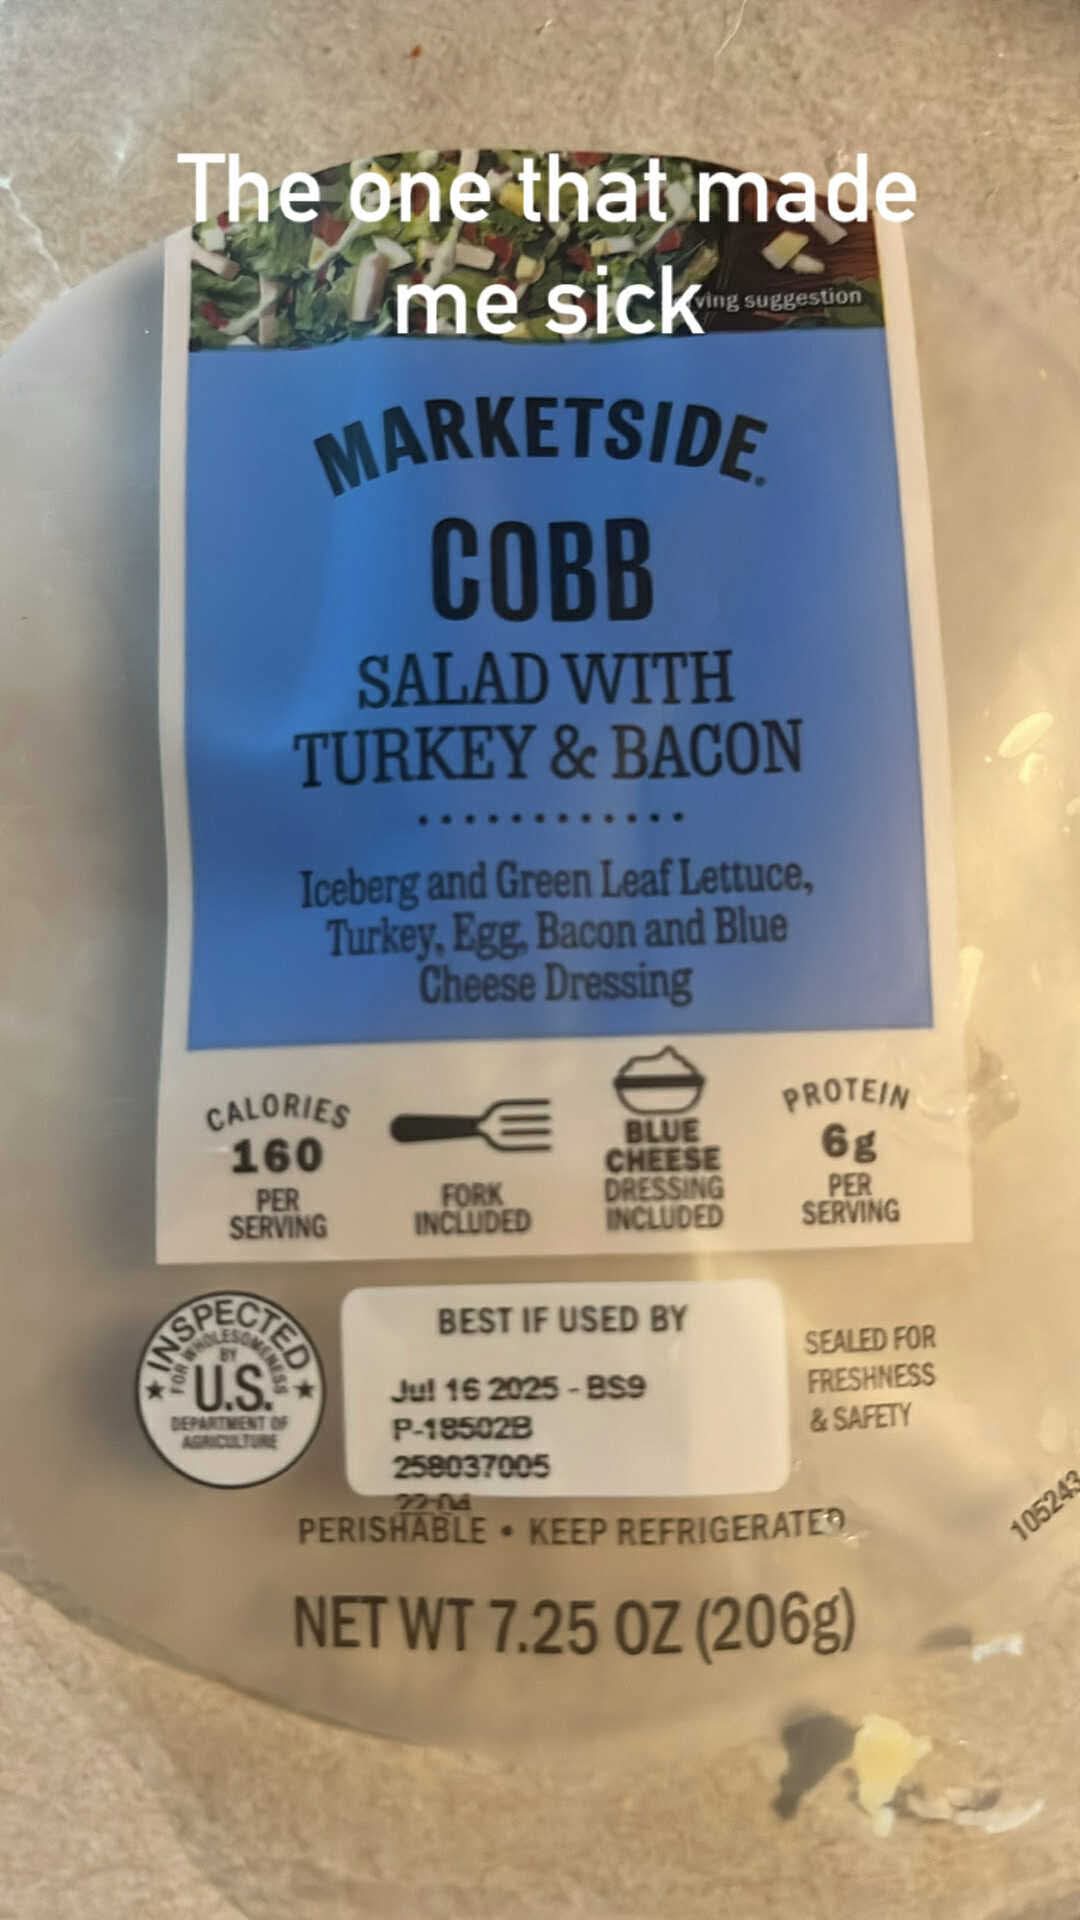 The one that made
me sick
ving suggestion
MARKETSIDE.
COBB
SALAD WITH
TURKEY & BACON
Iceberg and Green Leaf Lettuce,
Turkey, Egg, Bacon and Blue
Cheese Dressing
CALORIES
160
PER
SERVING
FORK
INCLUDED
BLUE
CHEESE
DRESSING
INCLUDED
PROTEIN
6g
PER
SERVING
INSPECTED
FOR WHOLESOMENESS
BY
U.S.
DEPARTMENT OF
AGRICULTURE
BEST IF USED BY
Jul 16 2025 - BS9
P-18502B
258037005
22:04
SEALED FOR
FRESHNESS
& SAFETY
PERISHABLE • KEEP REFRIGERATED
105243
NET WT 7.25 OZ (206g)